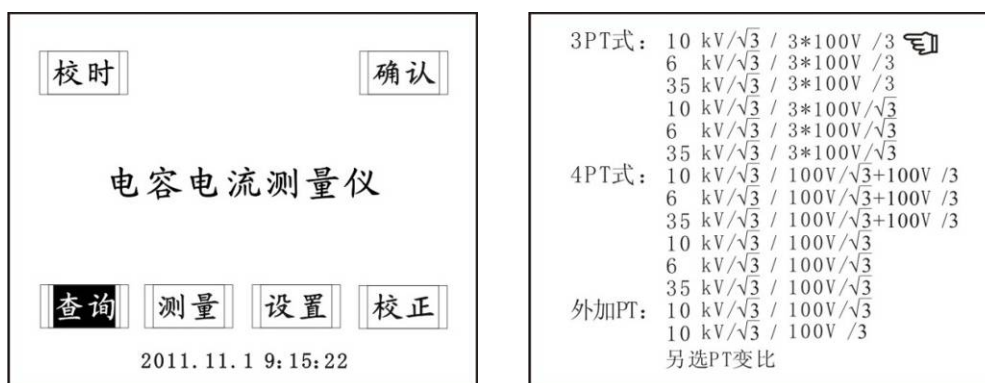 校时
确认
电容电流测量仪
查询
测量
设置
校正
2011.11.1 9:15:22
3PT式: 10 kV/√3 / 3*100V /3
6 kV/√3 / 3*100V /3
35 kV/√3 / 3*100V /3
10 kV/√3 / 3*100V/√3
6 kV/√3 / 3*100V/√3
35 kV/√3 / 3*100V/√3
4PT式: 10 kV/√3 / 100V/√3+100V /3
6 kV/√3 / 100V/√3+100V /3
35 kV/√3 / 100V/√3+100V /3
10 kV/√3 / 100V/√3
6 kV/√3 / 100V/√3
35 kV/√3 / 100V/√3
外加PT: 10 kV/√3 / 100V/√3
10 kV/√3 / 100V /3
另选PT变比